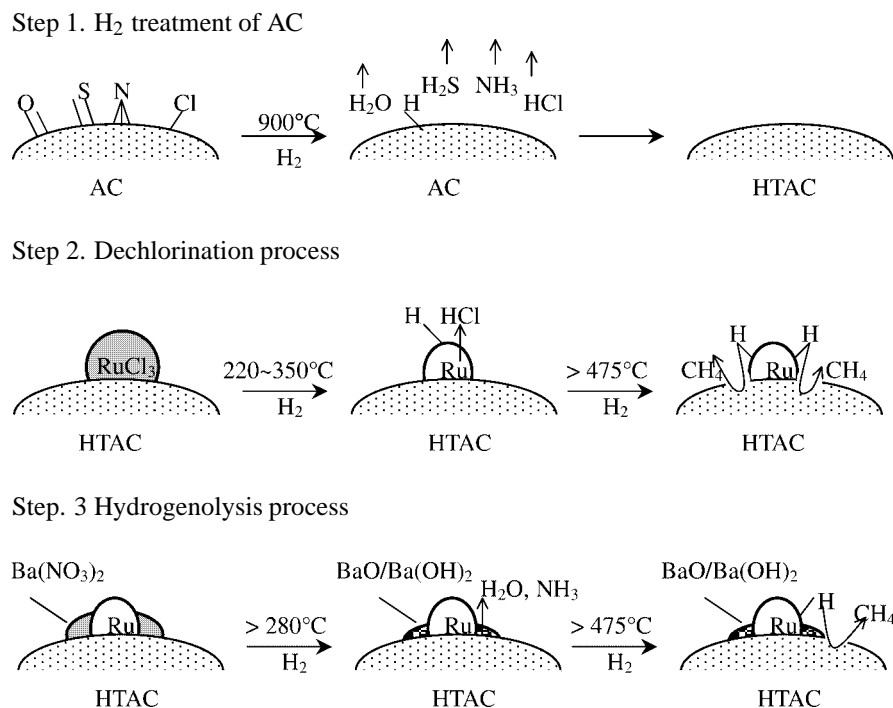 Step 1. H₂ treatment of AC
O S N Cl
900°C
H₂
H₂O H H₂S NH₃ HCl
AC AC HTAC
Step 2. Dechlorination process
RuCl₃
HTAC
220~350°C
H₂
H HCl
Ru
HTAC
> 475°C
H₂
H H
CH₄ Ru CH₄
HTAC
Step. 3 Hydrogenolysis process
Ba(NO₃)₂
Ru
HTAC
> 280°C
H₂
BaO/Ba(OH)₂
H₂O, NH₃
Ru
HTAC
> 475°C
H₂
BaO/Ba(OH)₂
H
CH₄
Ru
HTAC